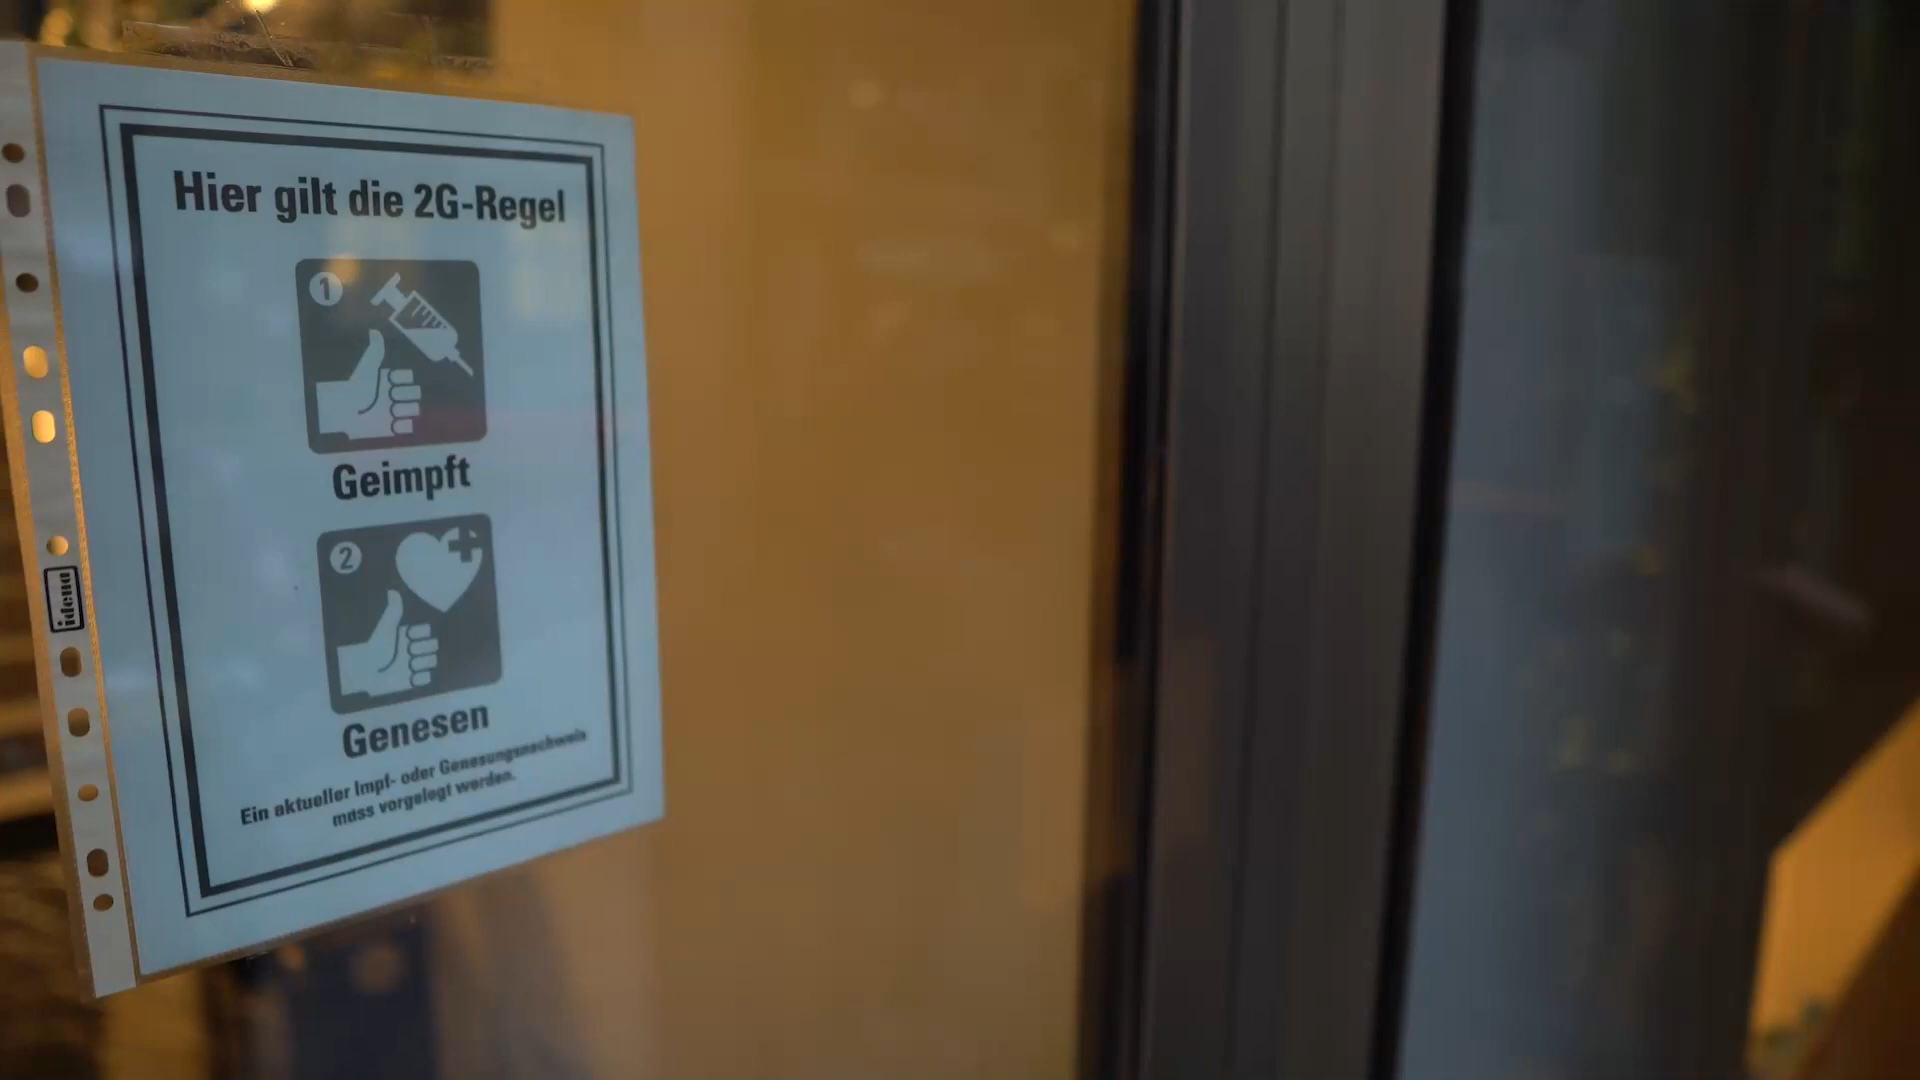 Hier gilt die 2G-Regel
1
Geimpft
2
Genesen
Ein aktueller Impf- oder Genesungsnachweis
muss vorgelegt werden.
idena